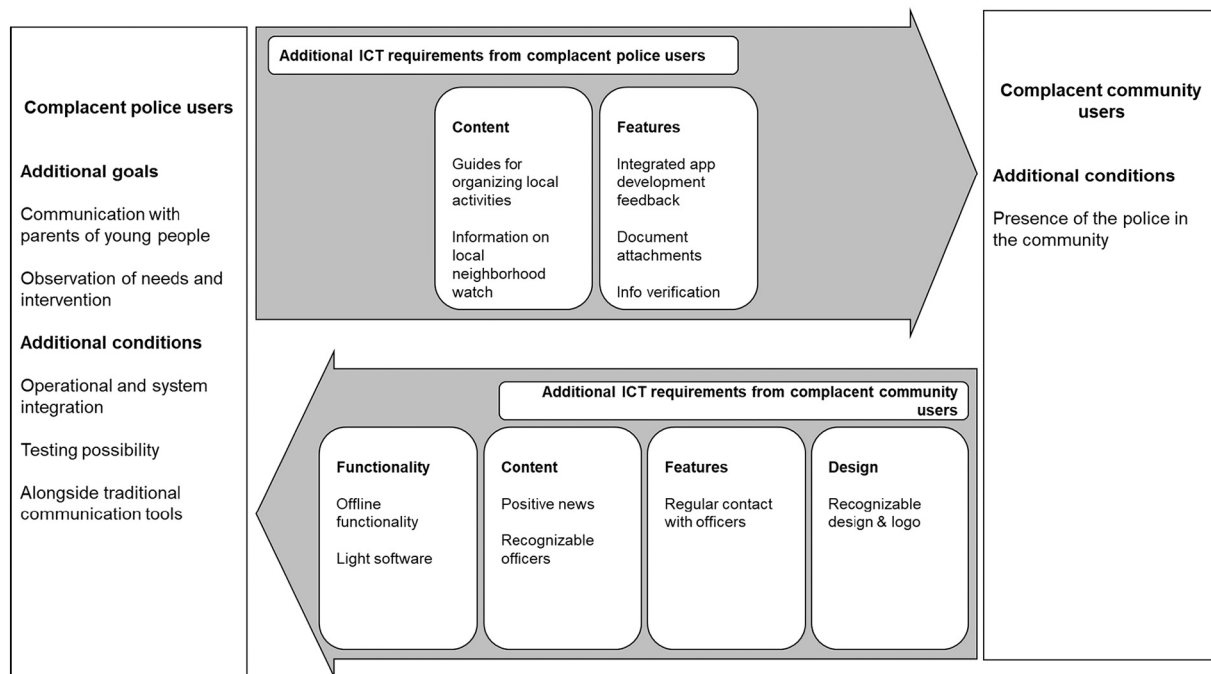 Complacent police users
Additional goals
Communication with
parents of young people
Observation of needs and
intervention
Additional conditions
Operational and system
integration
Testing possibility
Alongside traditional
communication tools
Additional ICT requirements from complacent police users
Content
Guides for
organizing local
activities
Information on
local
neighborhood
watch
Features
Integrated app
development
feedback
Document
attachments
Info verification
Complacent community
users
Additional conditions
Presence of the police in
the community
Additional ICT requirements from complacent community
users
Functionality
Offline
functionality
Light software
Content
Positive news
Recognizable
officers
Features
Regular contact
with officers
Design
Recognizable
design & logo